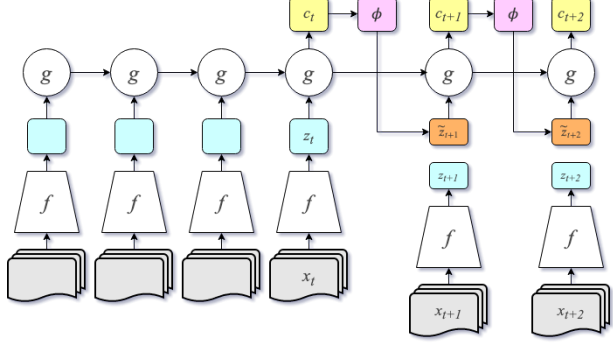 c_t ϕ c_{t+1} ϕ c_{t+2}
g g g g g g
z_t z̃_{t+1} z̃_{t+2}
z_{t+1} z_{t+2}
f f f f f f
x_t x_{t+1} x_{t+2}